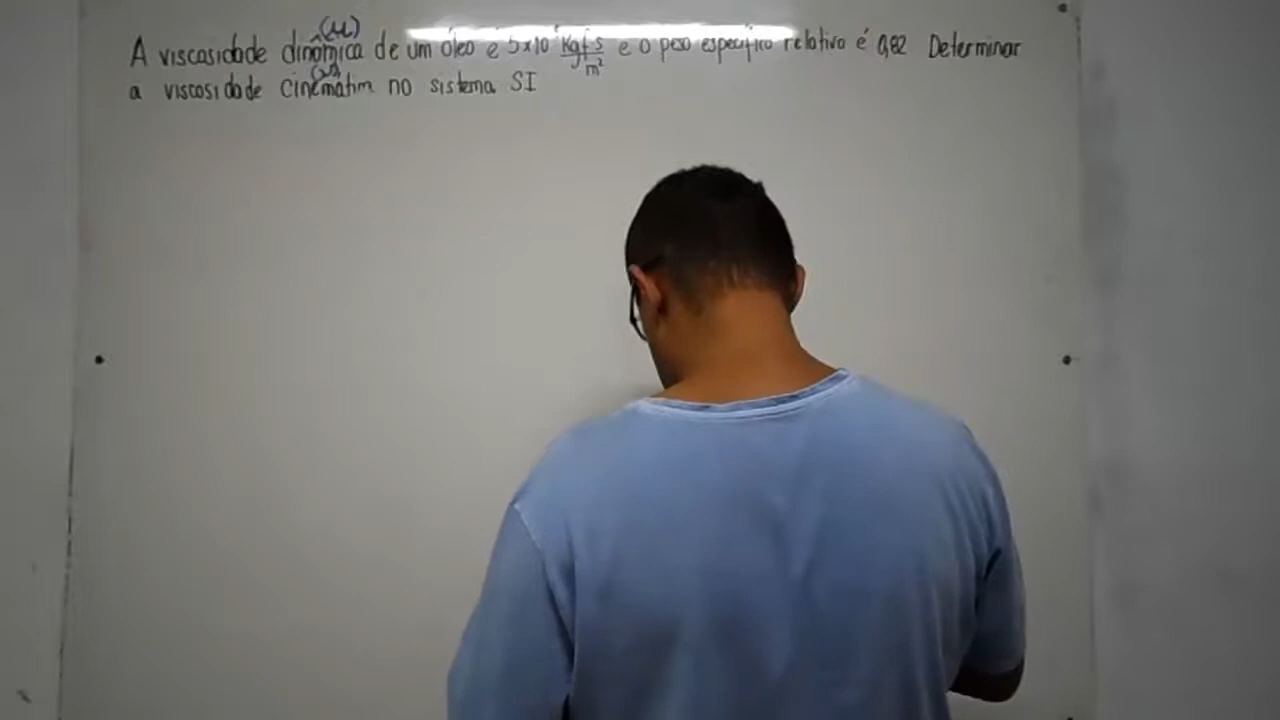 (μ)
A viscosidade dinâmica de um óleo é 5x10 Kgf s/m² e o peso específico relativo é 0,82 Determinar
(ν)
a viscosidade cinemática no sistema SI